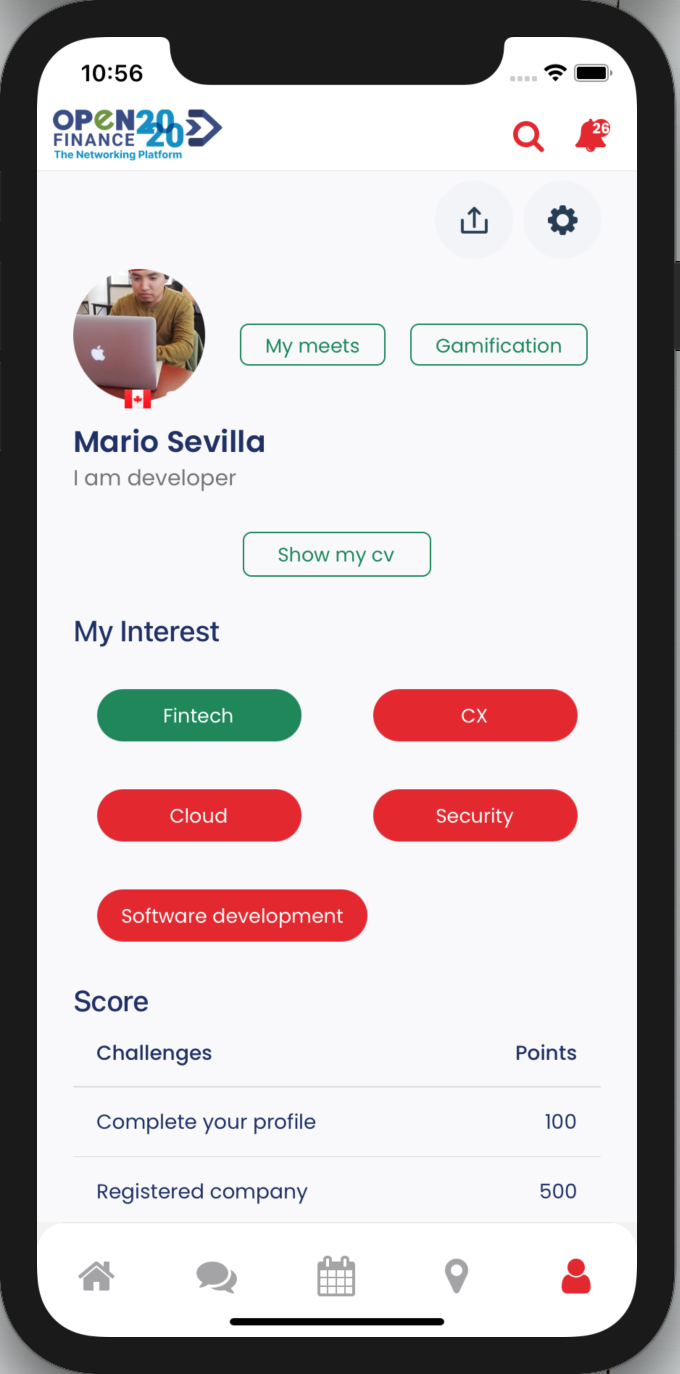 10:56
OPEN 2020
FINANCE
The Networking Platform
26
My meets
Gamification
Mario Sevilla
I am developer
Show my cv
My Interest
Fintech
CX
Cloud
Security
Software development
Score
Challenges
Points
Complete your profile
100
Registered company
500